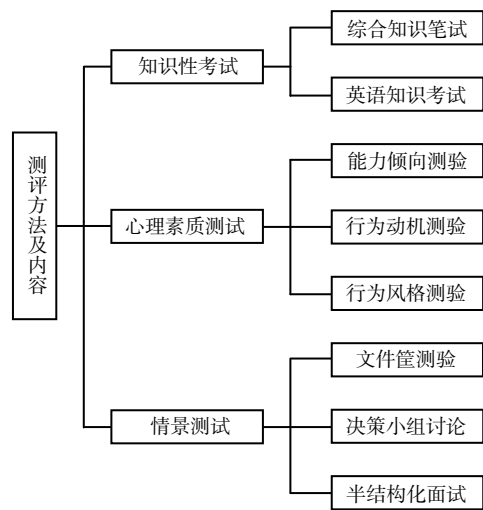 测评方法及内容
知识性考试
综合知识笔试
英语知识考试
心理素质测试
能力倾向测验
行为动机测验
行为风格测验
情景测试
文件筐测验
决策小组讨论
半结构化面试